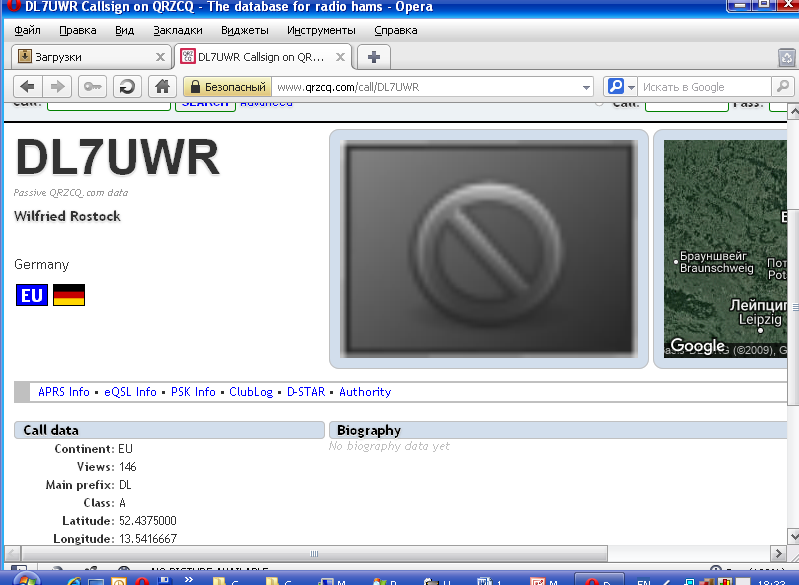 DL7UWR Callsign on QRZCQ - The database for radio hams - Opera
Файл Правка Вид Закладки Виджеты Инструменты Справка
Загрузки
QRZ CQ DL7UWR Callsign on QR...
Безопасный www.qrzcq.com/call/DL7UWR Искать в Google
Call: SEARCH Advanced Call: Pass:
DL7UWR
Passive QRZCQ.com data
Wilfried Rostock
Germany
EU
Брауншвейг
Braunschweig
Пот
Pot
Лейпциг
Leipzig
Google
(©2009), G
APRS Info • eQSL Info • PSK Info • ClubLog • D-STAR • Authority
Call data
Continent: EU
Views: 146
Main prefix: DL
Class: A
Latitude: 52.4375000
Longitude: 13.5416667
Biography
No biography data yet
NO PICTURE AVAILABLE
EN
18:33